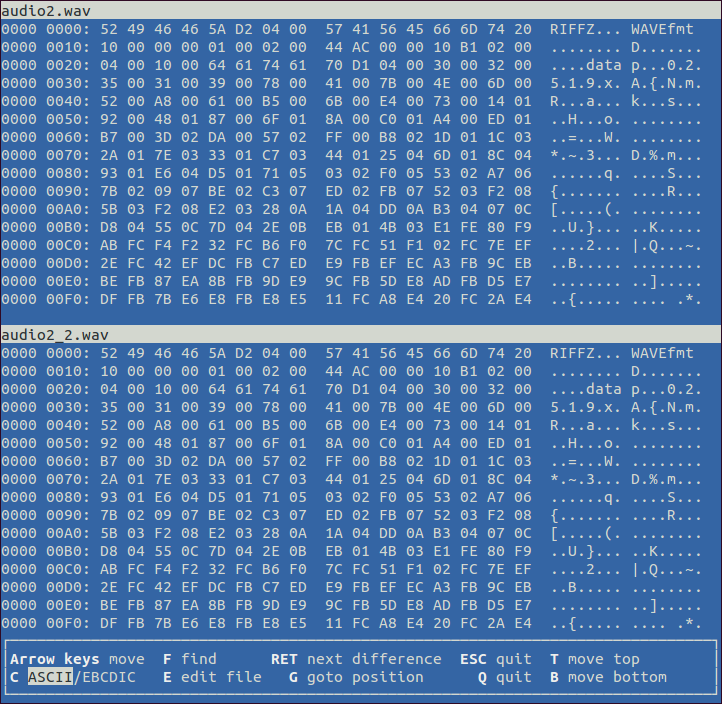 audio2.wav
0000 0000: 52 49 46 46 5A D2 04 00  57 41 56 45 66 6D 74 20  RIFFZ... WAVEfmt
0000 0010: 10 00 00 00 01 00 02 00  44 AC 00 00 10 B1 02 00  ........ D.......
0000 0020: 04 00 10 00 64 61 74 61  70 D1 04 00 30 00 32 00  ....data p...0.2.
0000 0030: 35 00 31 00 39 00 78 00  41 00 7B 00 4E 00 6D 00  5.1.9.x. A.{.N.m.
0000 0040: 52 00 A8 00 61 00 B5 00  6B 00 E4 00 73 00 14 01  R...a... k...s...
0000 0050: 92 00 48 01 87 00 6F 01  8A 00 C0 01 A4 00 ED 01  ..H...o. ........
0000 0060: B7 00 3D 02 DA 00 57 02  FF 00 B8 02 1D 01 1C 03  ..=...W. ........
0000 0070: 2A 01 7E 03 33 01 C7 03  44 01 25 04 6D 01 8C 04  *.~.3... D.%.m...
0000 0080: 93 01 E6 04 D5 01 71 05  03 02 F0 05 53 02 A7 06  ......q. ....S...
0000 0090: 7B 02 09 07 BE 02 C3 07  ED 02 FB 07 52 03 F2 08  {....... ....R...
0000 00A0: 5B 03 F2 08 E2 03 28 0A  1A 04 DD 0A B3 04 07 0C  [.....(. ........
0000 00B0: D8 04 55 0C 7D 04 2E 0B  EB 01 4B 03 E1 FE 80 F9  ..U.}... ..K.....
0000 00C0: AB FC F4 F2 32 FC B6 F0  7C FC 51 F1 02 FC 7E EF  ....2... |.Q...~.
0000 00D0: 2E FC 42 EF DC FB C7 ED  E9 FB EF EC A3 FB 9C EB  ..B..... ........
0000 00E0: BE FB 87 EA 8B FB 9D E9  9C FB 5D E8 AD FB D5 E7  ........ ..].....
0000 00F0: DF FB 7B E6 E8 FB E8 E5  11 FC A8 E4 20 FC 2A E4  ..{..... .... .*.
audio2_2.wav
0000 0000: 52 49 46 46 5A D2 04 00  57 41 56 45 66 6D 74 20  RIFFZ... WAVEfmt
0000 0010: 10 00 00 00 01 00 02 00  44 AC 00 00 10 B1 02 00  ........ D.......
0000 0020: 04 00 10 00 64 61 74 61  70 D1 04 00 30 00 32 00  ....data p...0.2.
0000 0030: 35 00 31 00 39 00 78 00  41 00 7B 00 4E 00 6D 00  5.1.9.x. A.{.N.m.
0000 0040: 52 00 A8 00 61 00 B5 00  6B 00 E4 00 73 00 14 01  R...a... k...s...
0000 0050: 92 00 48 01 87 00 6F 01  8A 00 C0 01 A4 00 ED 01  ..H...o. ........
0000 0060: B7 00 3D 02 DA 00 57 02  FF 00 B8 02 1D 01 1C 03  ..=...W. ........
0000 0070: 2A 01 7E 03 33 01 C7 03  44 01 25 04 6D 01 8C 04  *.~.3... D.%.m...
0000 0080: 93 01 E6 04 D5 01 71 05  03 02 F0 05 53 02 A7 06  ......q. ....S...
0000 0090: 7B 02 09 07 BE 02 C3 07  ED 02 FB 07 52 03 F2 08  {....... ....R...
0000 00A0: 5B 03 F2 08 E2 03 28 0A  1A 04 DD 0A B3 04 07 0C  [.....(. ........
0000 00B0: D8 04 55 0C 7D 04 2E 0B  EB 01 4B 03 E1 FE 80 F9  ..U.}... ..K.....
0000 00C0: AB FC F4 F2 32 FC B6 F0  7C FC 51 F1 02 FC 7E EF  ....2... |.Q...~.
0000 00D0: 2E FC 42 EF DC FB C7 ED  E9 FB EF EC A3 FB 9C EB  ..B..... ........
0000 00E0: BE FB 87 EA 8B FB 9D E9  9C FB 5D E8 AD FB D5 E7  ........ ..].....
0000 00F0: DF FB 7B E6 E8 FB E8 E5  11 FC A8 E4 20 FC 2A E4  ..{..... .... .*.
Arrow keys move  F find      RET next difference  ESC quit  T move top
C ASCII/EBCDIC   E edit file   G goto position      Q quit  B move bottom